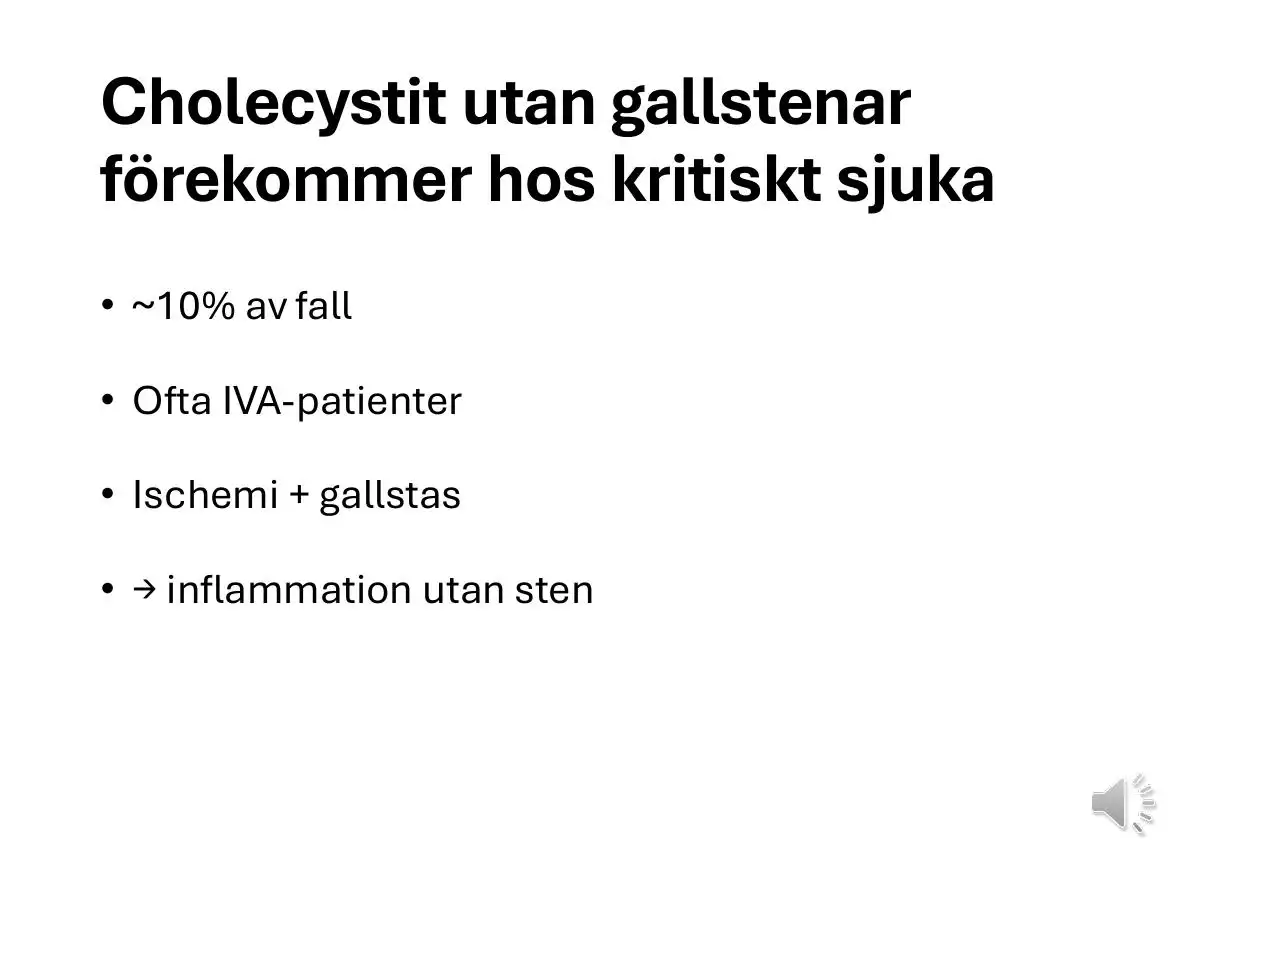 Cholecystit utan gallstenar
förekommer hos kritiskt sjuka
• ~10% av fall
• Ofta IVA-patienter
• Ischemi + gallstas
• → inflammation utan sten